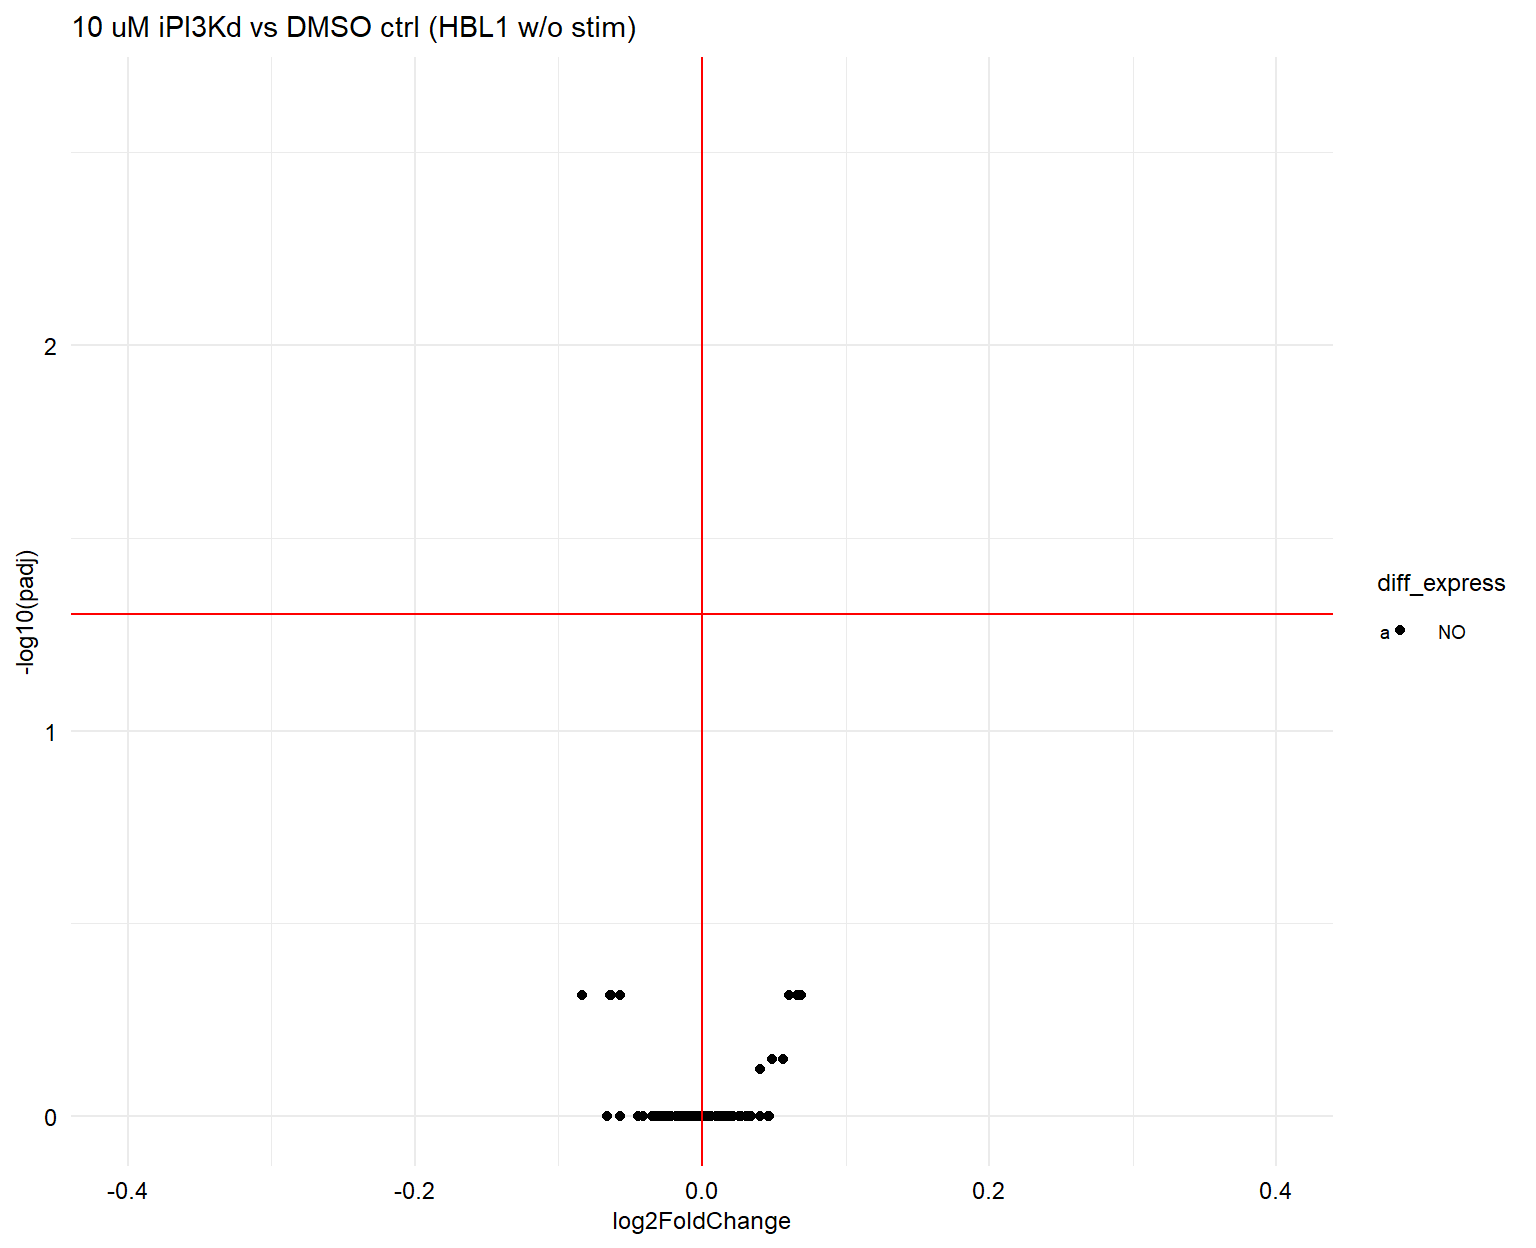 10 uM iPI3Kd vs DMSO ctrl (HBL1 w/o stim)
-log10(padj)
2
1
0
-0.4 -0.2 0.0 0.2 0.4
log2FoldChange
diff_express
a NO